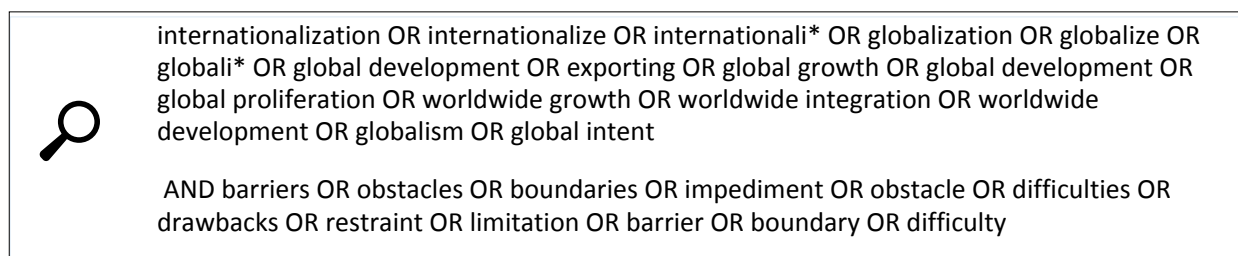 internationalization OR internationalize OR internationali* OR globalization OR globalize OR
globali* OR global development OR exporting OR global growth OR global development OR
global proliferation OR worldwide growth OR worldwide integration OR worldwide
development OR globalism OR global intent
AND barriers OR obstacles OR boundaries OR impediment OR obstacle OR difficulties OR
drawbacks OR restraint OR limitation OR barrier OR boundary OR difficulty